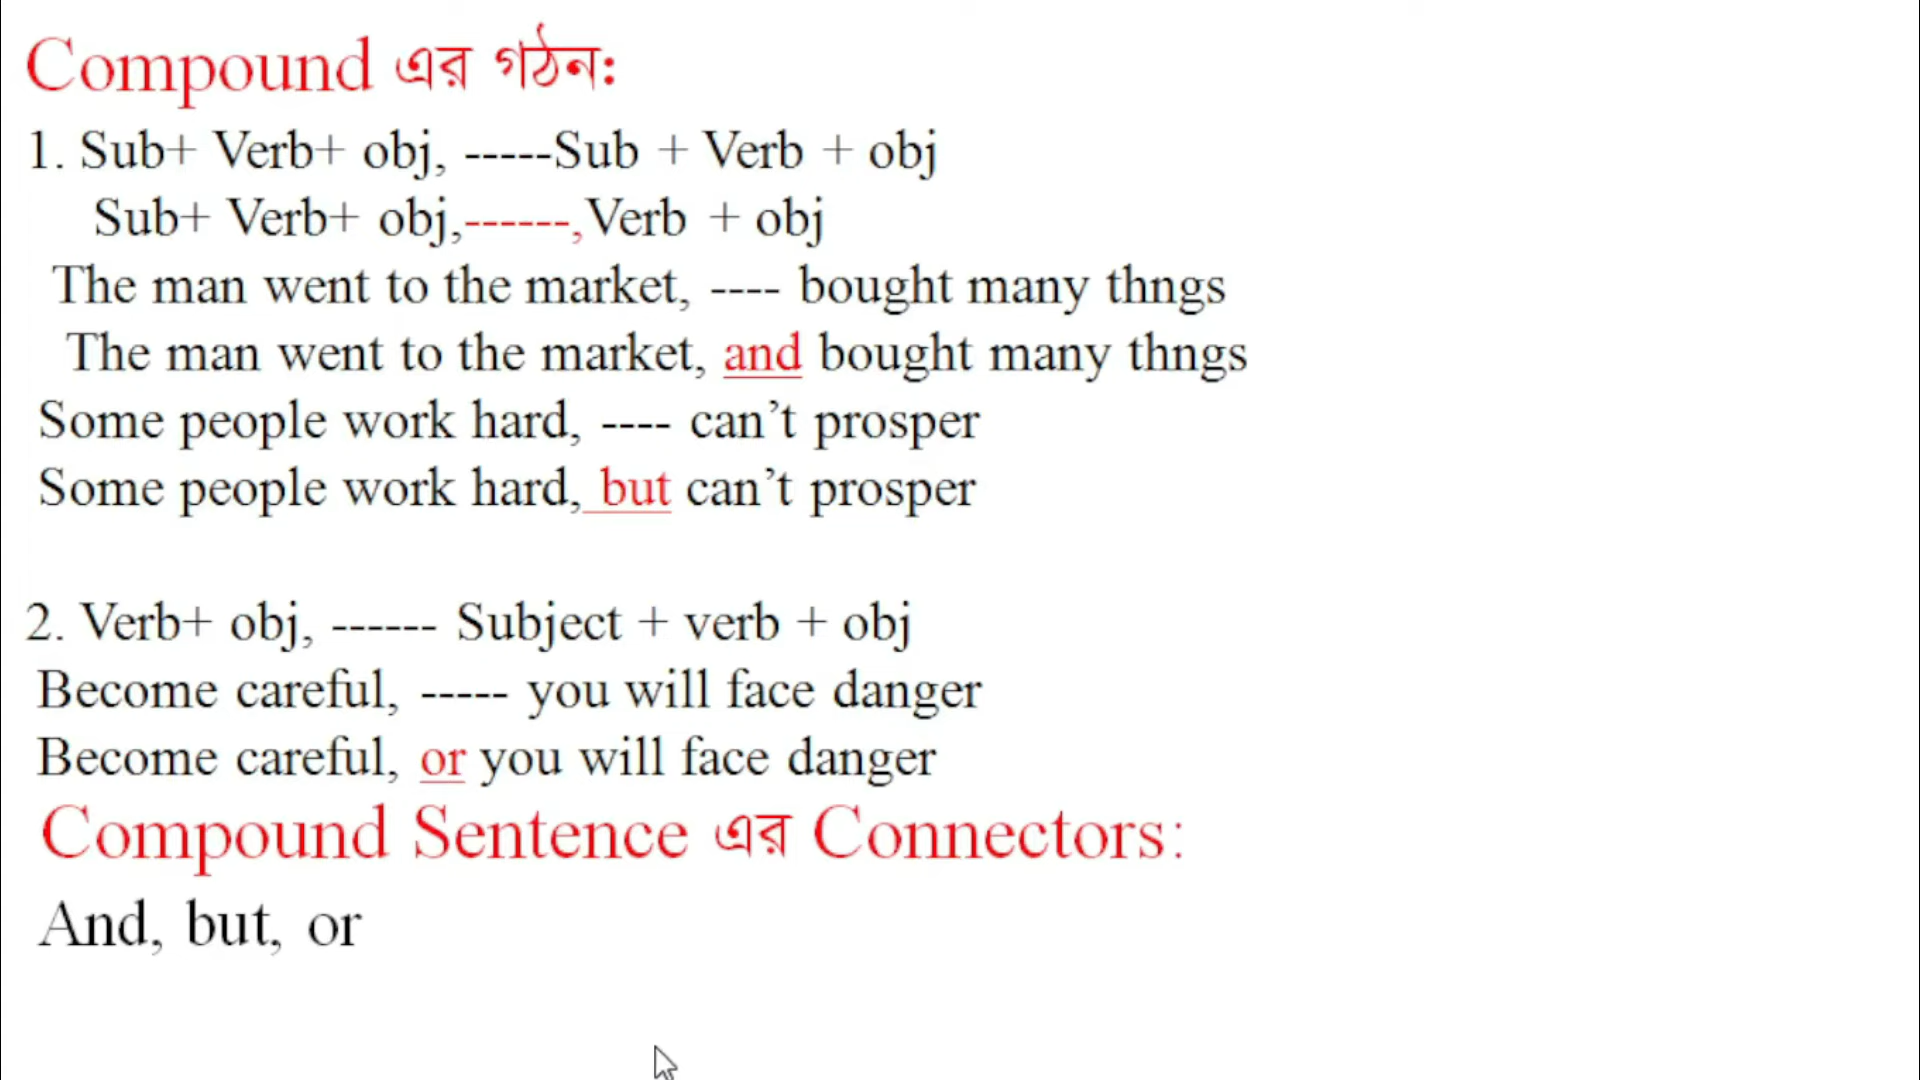 Compound এর গঠনঃ
1. Sub+ Verb+ obj, -----Sub + Verb + obj
Sub+ Verb+ obj,------,Verb + obj
The man went to the market, ---- bought many thngs
The man went to the market, and bought many thngs
Some people work hard, ---- can’t prosper
Some people work hard, but can’t prosper
2. Verb+ obj, ------ Subject + verb + obj
Become careful, ----- you will face danger
Become careful, or you will face danger
Compound Sentence এর Connectors:
And, but, or